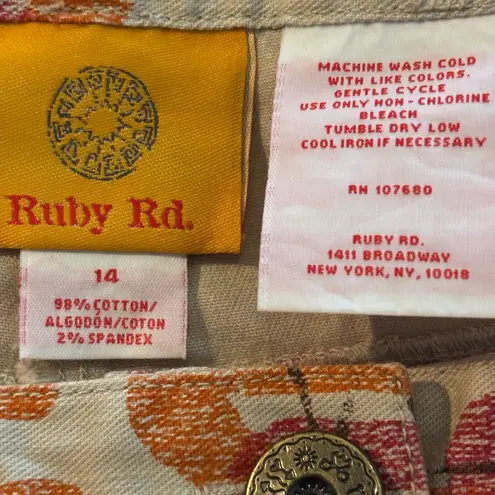 Ruby Rd.
14
98% COTTON/
ALGODÓN/COTON
2% SPANDEX
MACHINE WASH COLD
WITH LIKE COLORS.
GENTLE CYCLE
USE ONLY NON - CHLORINE
BLEACH
TUMBLE DRY LOW
COOL IRON IF NECESSARY
RN 107680
RUBY RD.
1411 BROADWAY
NEW YORK, NY, 10018